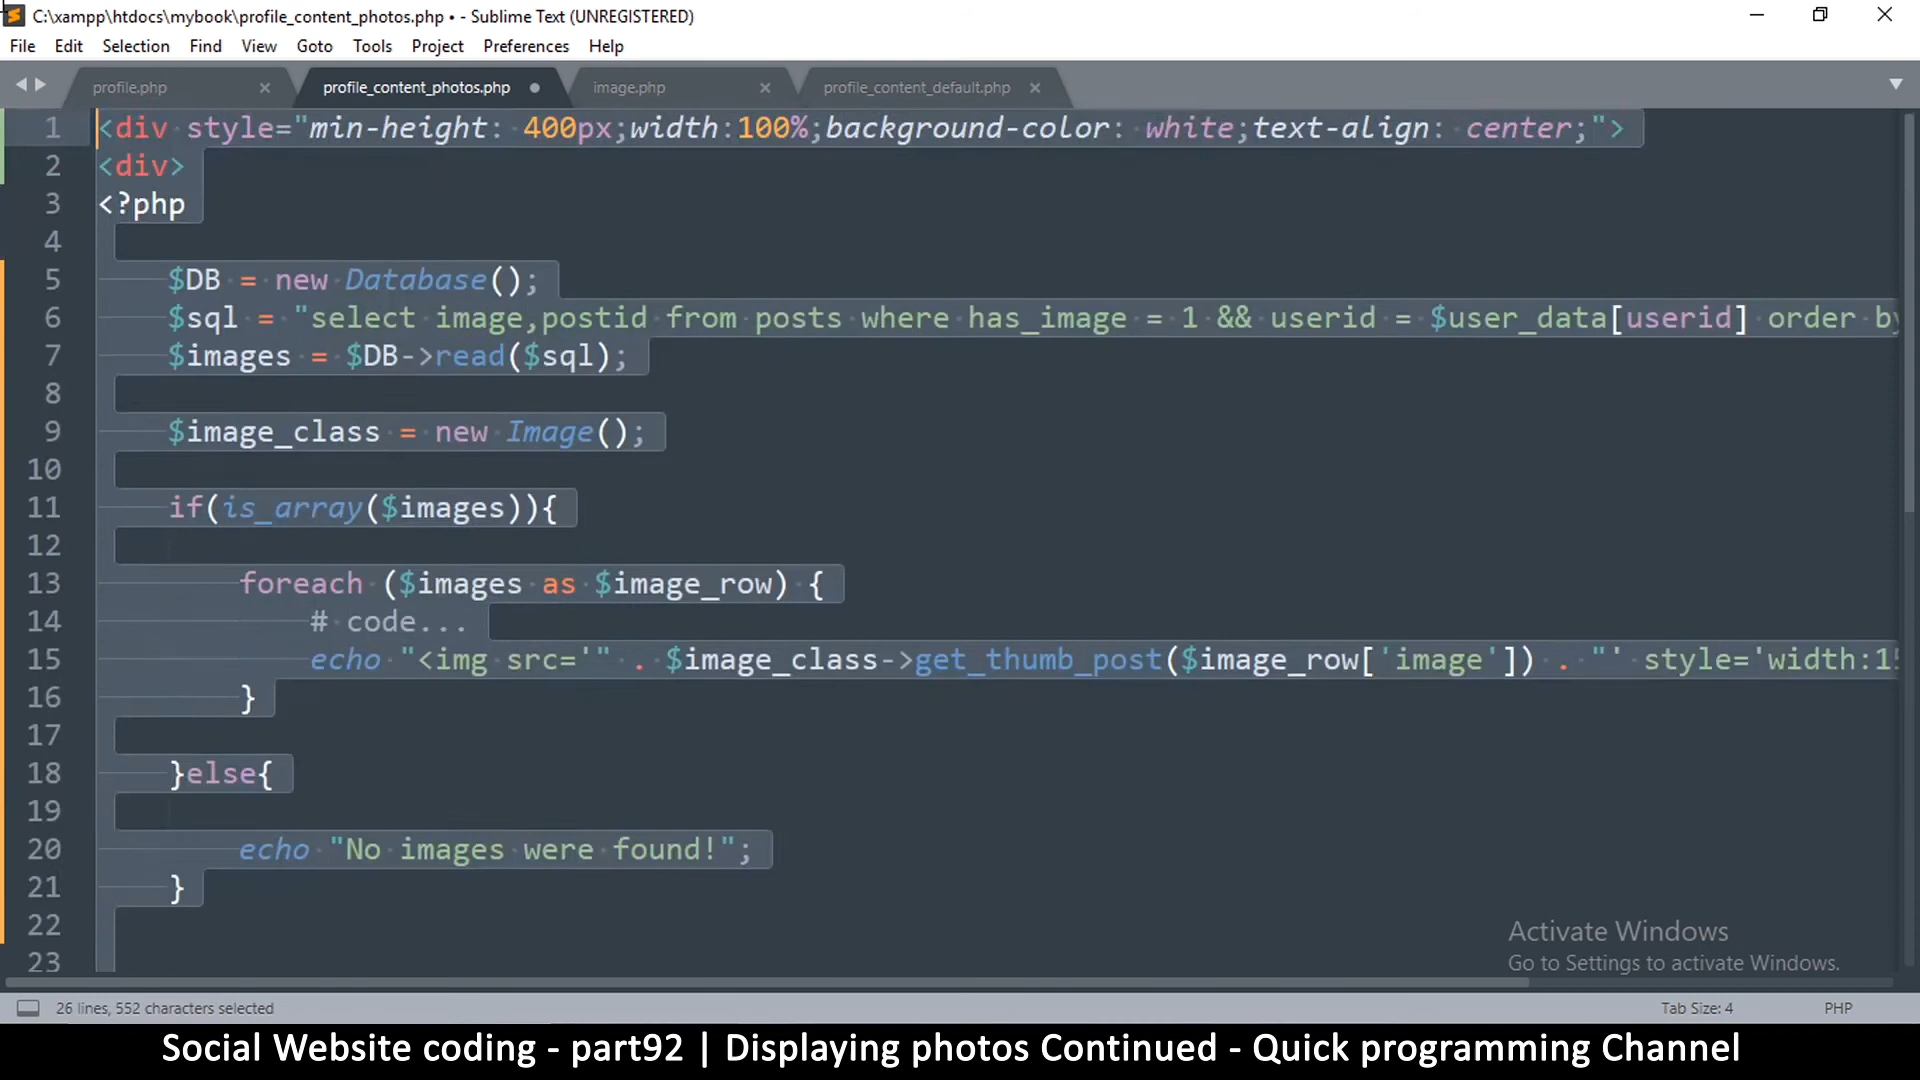 C:\xampp\htdocs\mybook\profile_content_photos.php • - Sublime Text (UNREGISTERED)
File Edit Selection Find View Goto Tools Project Preferences Help
profile.php profile_content_photos.php image.php profile_content_default.php
1 <div style="min-height: 400px;width:100%;background-color: white;text-align: center;">
2 <div>
3 <?php
4
5 $DB = new Database();
6 $sql = "select image,postid from posts where has_image = 1 && userid = $user_data[userid] order by
7 $images = $DB->read($sql);
8
9 $image_class = new Image();
10
11 if(is_array($images)){
12
13 foreach ($images as $image_row) {
14 # code...
15 echo "<img src='" . $image_class->get_thumb_post($image_row['image']) . "' style='width:15
16 }
17
18 }else{
19
20 echo "No images were found!";
21 }
22
23
Activate Windows
Go to Settings to activate Windows.
26 lines, 552 characters selected Tab Size: 4 PHP
Social Website coding - part92 | Displaying photos Continued - Quick programming Channel